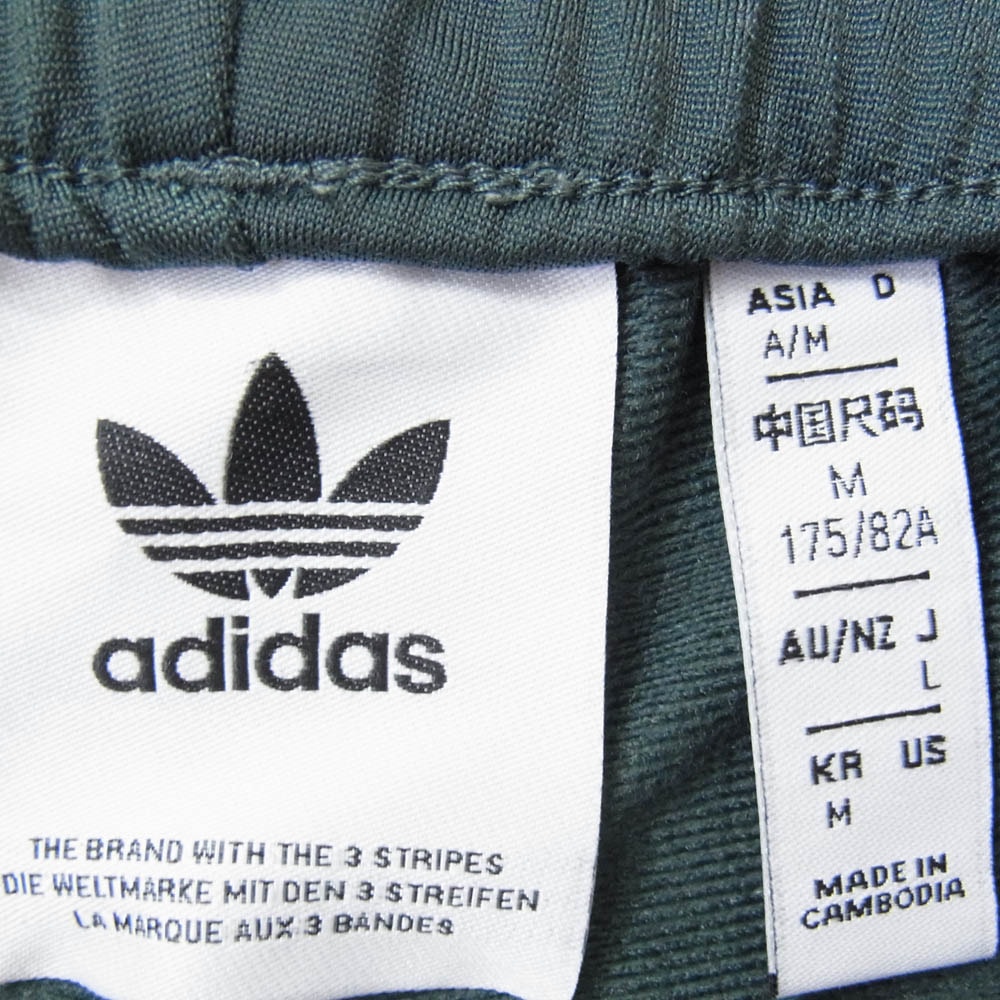 adidas
THE BRAND WITH THE 3 STRIPES
DIE WELTMARKE MIT DEN 3 STREIFEN
LA MARQUE AUX 3 BANDES
ASIA D
A/M
中国尺码
M
175/82A
AU/NZ J
L
KR US
M
MADE IN
CAMBODIA